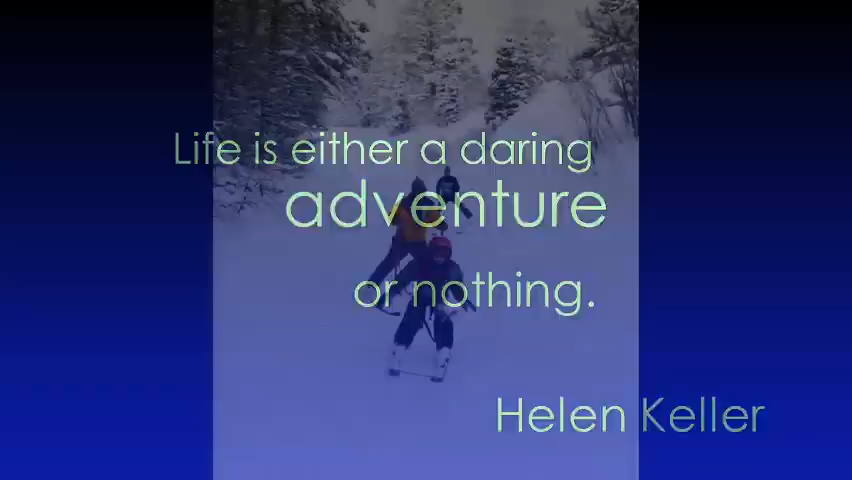 Life is either a daring
adventure
or nothing.
Helen Keller